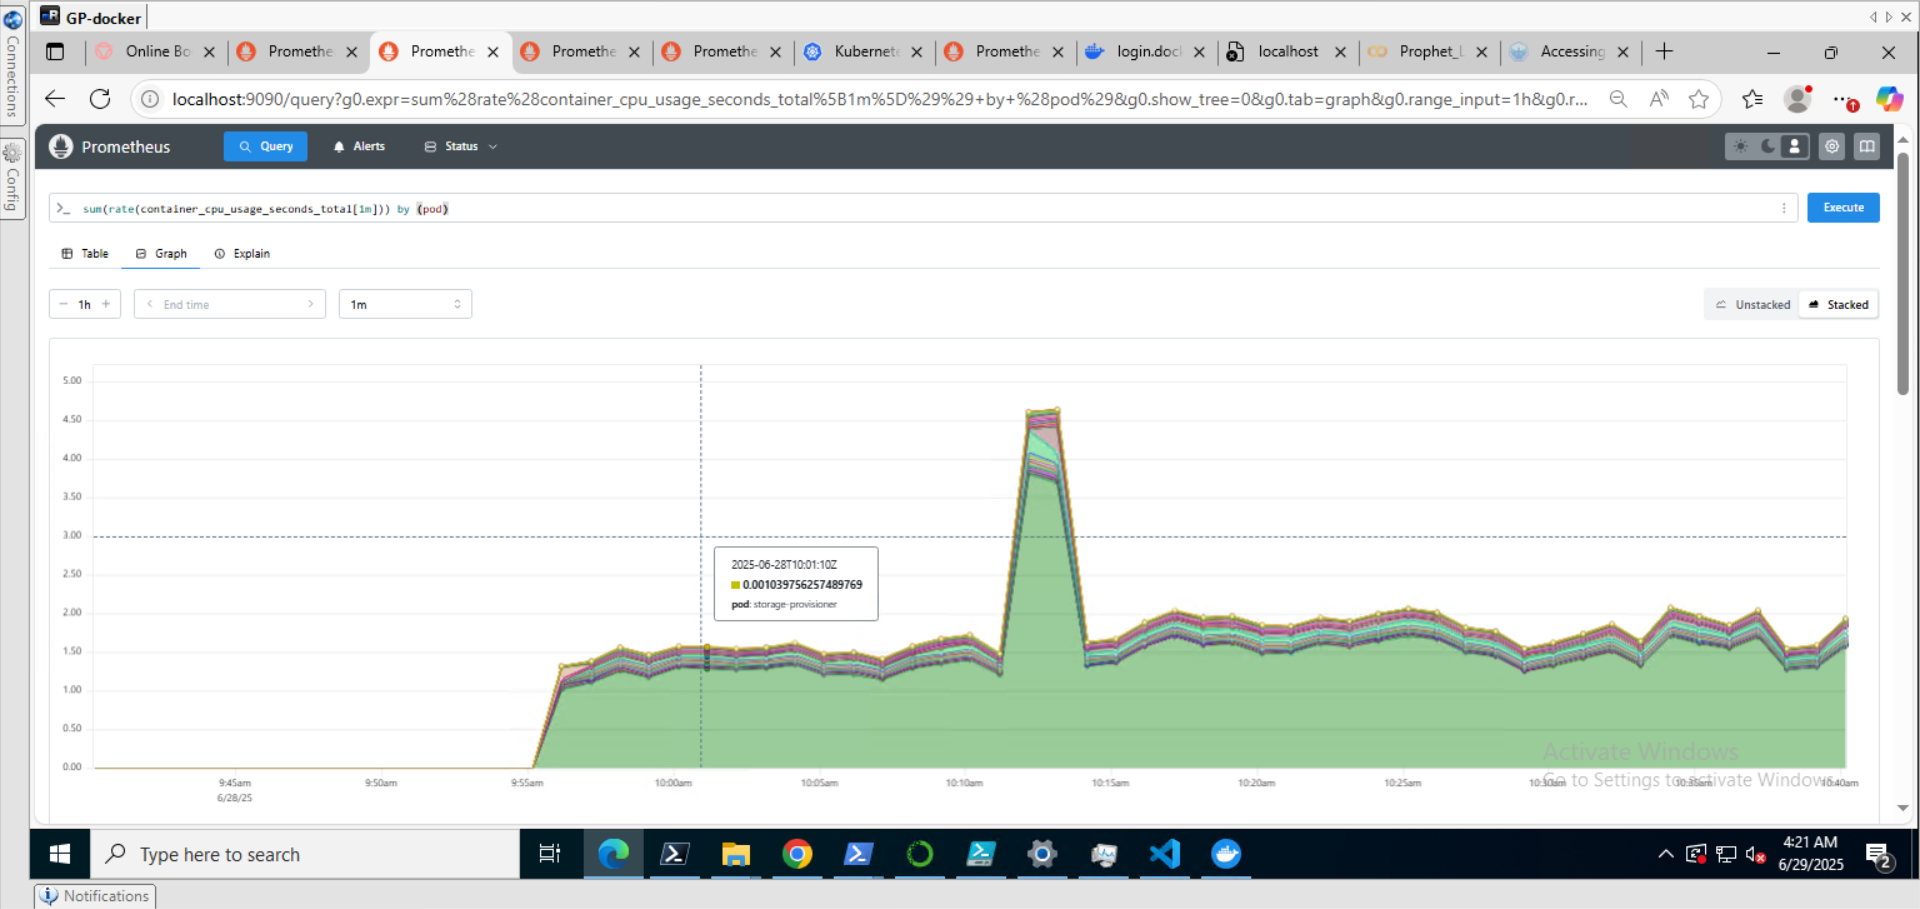 GP-docker
Connections
Config
Online Bo
Promethe
Promethe
Promethe
Promethe
Kubernete
Promethe
login.doc
localhost
Prophet_L
Accessing
localhost:9090/query?g0.expr=sum%28rate%28container_cpu_usage_seconds_total%5B1m%5D%29%29+by+%28pod%29&g0.show_tree=0&g0.tab=graph&g0.range_input=1h&g0.r...
Prometheus
Query
Alerts
Status
>_ sum(rate(container_cpu_usage_seconds_total[1m])) by (pod)
Execute
Table
Graph
Explain
− 1h +
< End time >
1m
Unstacked
Stacked
5.00
4.50
4.00
3.50
3.00
2.50
2.00
1.50
1.00
0.50
0.00
2025-06-28T10:01:10Z
0.001039756257489769
pod: storage-provisioner
9:45am
6/28/25
9:50am
9:55am
10:00am
10:05am
10:10am
10:15am
10:20am
10:25am
10:30am
10:35am
10:40am
Activate Windows
Go to Settings to activate Windows.
Type here to search
4:21 AM
6/29/2025
2
Notifications